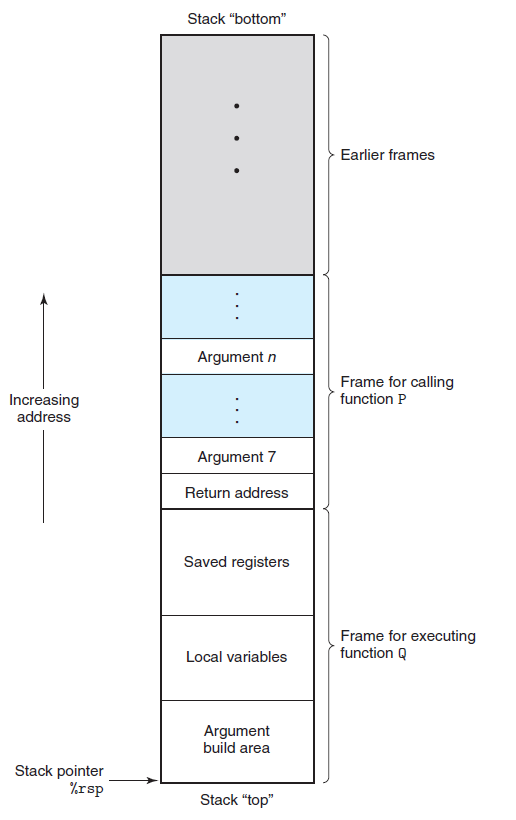 Stack “bottom”
Earlier frames
Argument n
Frame for calling
function P
Increasing
address
Argument 7
Return address
Saved registers
Frame for executing
function Q
Local variables
Argument
build area
Stack pointer
%rsp
Stack “top”